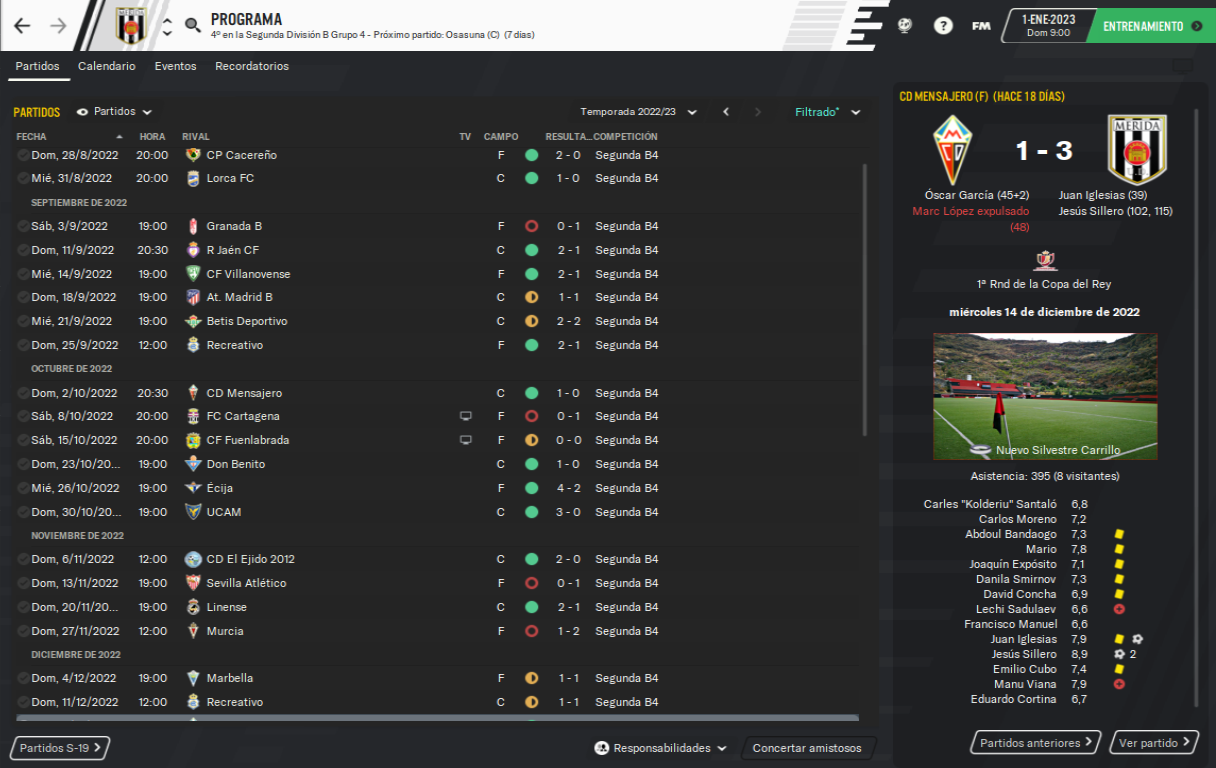 PROGRAMA
4º en la Segunda División B Grupo 4 - Próximo partido: Osasuna (C) (7 días)
FM
1-ENE-2023
Dom 9:00
ENTRENAMIENTO
Partidos Calendario Eventos Recordatorios
PARTIDOS Partidos Temporada 2022/23 Filtrado*
FECHA HORA RIVAL TV CAMPO RESULTA... COMPETICIÓN
Dom, 28/8/2022 20:00 CP Cacereño F 2 - 0 Segunda B4
Mié, 31/8/2022 20:00 Lorca FC C 1 - 0 Segunda B4
SEPTIEMBRE DE 2022
Sáb, 3/9/2022 19:00 Granada B F 0 - 1 Segunda B4
Dom, 11/9/2022 20:30 R Jaén CF C 2 - 1 Segunda B4
Mié, 14/9/2022 19:00 CF Villanovense F 2 - 1 Segunda B4
Dom, 18/9/2022 19:00 At. Madrid B C 1 - 1 Segunda B4
Mié, 21/9/2022 19:00 Betis Deportivo C 2 - 2 Segunda B4
Dom, 25/9/2022 12:00 Recreativo F 2 - 1 Segunda B4
OCTUBRE DE 2022
Dom, 2/10/2022 20:30 CD Mensajero C 1 - 0 Segunda B4
Sáb, 8/10/2022 20:00 FC Cartagena F 0 - 1 Segunda B4
Sáb, 15/10/2022 20:00 CF Fuenlabrada F 0 - 0 Segunda B4
Dom, 23/10/20... 19:00 Don Benito C 1 - 0 Segunda B4
Mié, 26/10/2022 19:00 Écija F 4 - 2 Segunda B4
Dom, 30/10/20... 19:00 UCAM C 3 - 0 Segunda B4
NOVIEMBRE DE 2022
Dom, 6/11/2022 12:00 CD El Ejido 2012 C 2 - 0 Segunda B4
Dom, 13/11/2022 19:00 Sevilla Atlético F 0 - 1 Segunda B4
Dom, 20/11/20... 19:00 Linense C 2 - 1 Segunda B4
Dom, 27/11/2022 12:00 Murcia F 1 - 2 Segunda B4
DICIEMBRE DE 2022
Dom, 4/12/2022 19:00 Marbella F 1 - 1 Segunda B4
Dom, 11/12/2022 12:00 Recreativo C 1 - 1 Segunda B4
Partidos S-19
Responsabilidades
Concertar amistosos
CD MENSAJERO (F) (HACE 18 DÍAS)
MERIDA
1 - 3
Óscar García (45+2) Juan Iglesias (39)
Marc López expulsado Jesús Sillero (102, 115)
(48)
1ª Rnd de la Copa del Rey
miércoles 14 de diciembre de 2022
Nuevo Silvestre Carrillo
Asistencia: 395 (8 visitantes)
Carles "Kolderiu" Santaló 6,8
Carlos Moreno 7,2
Abdoul Bandaogo 7,3
Mario 7,8
Joaquín Expósito 7,1
Danila Smirnov 7,3
David Concha 6,9
Lechi Sadulaev 6,6
Francisco Manuel 6,6
Juan Iglesias 7,9
Jesús Sillero 8,9 2
Emilio Cubo 7,4
Manu Viana 7,9
Eduardo Cortina 6,7
Partidos anteriores
Ver partido